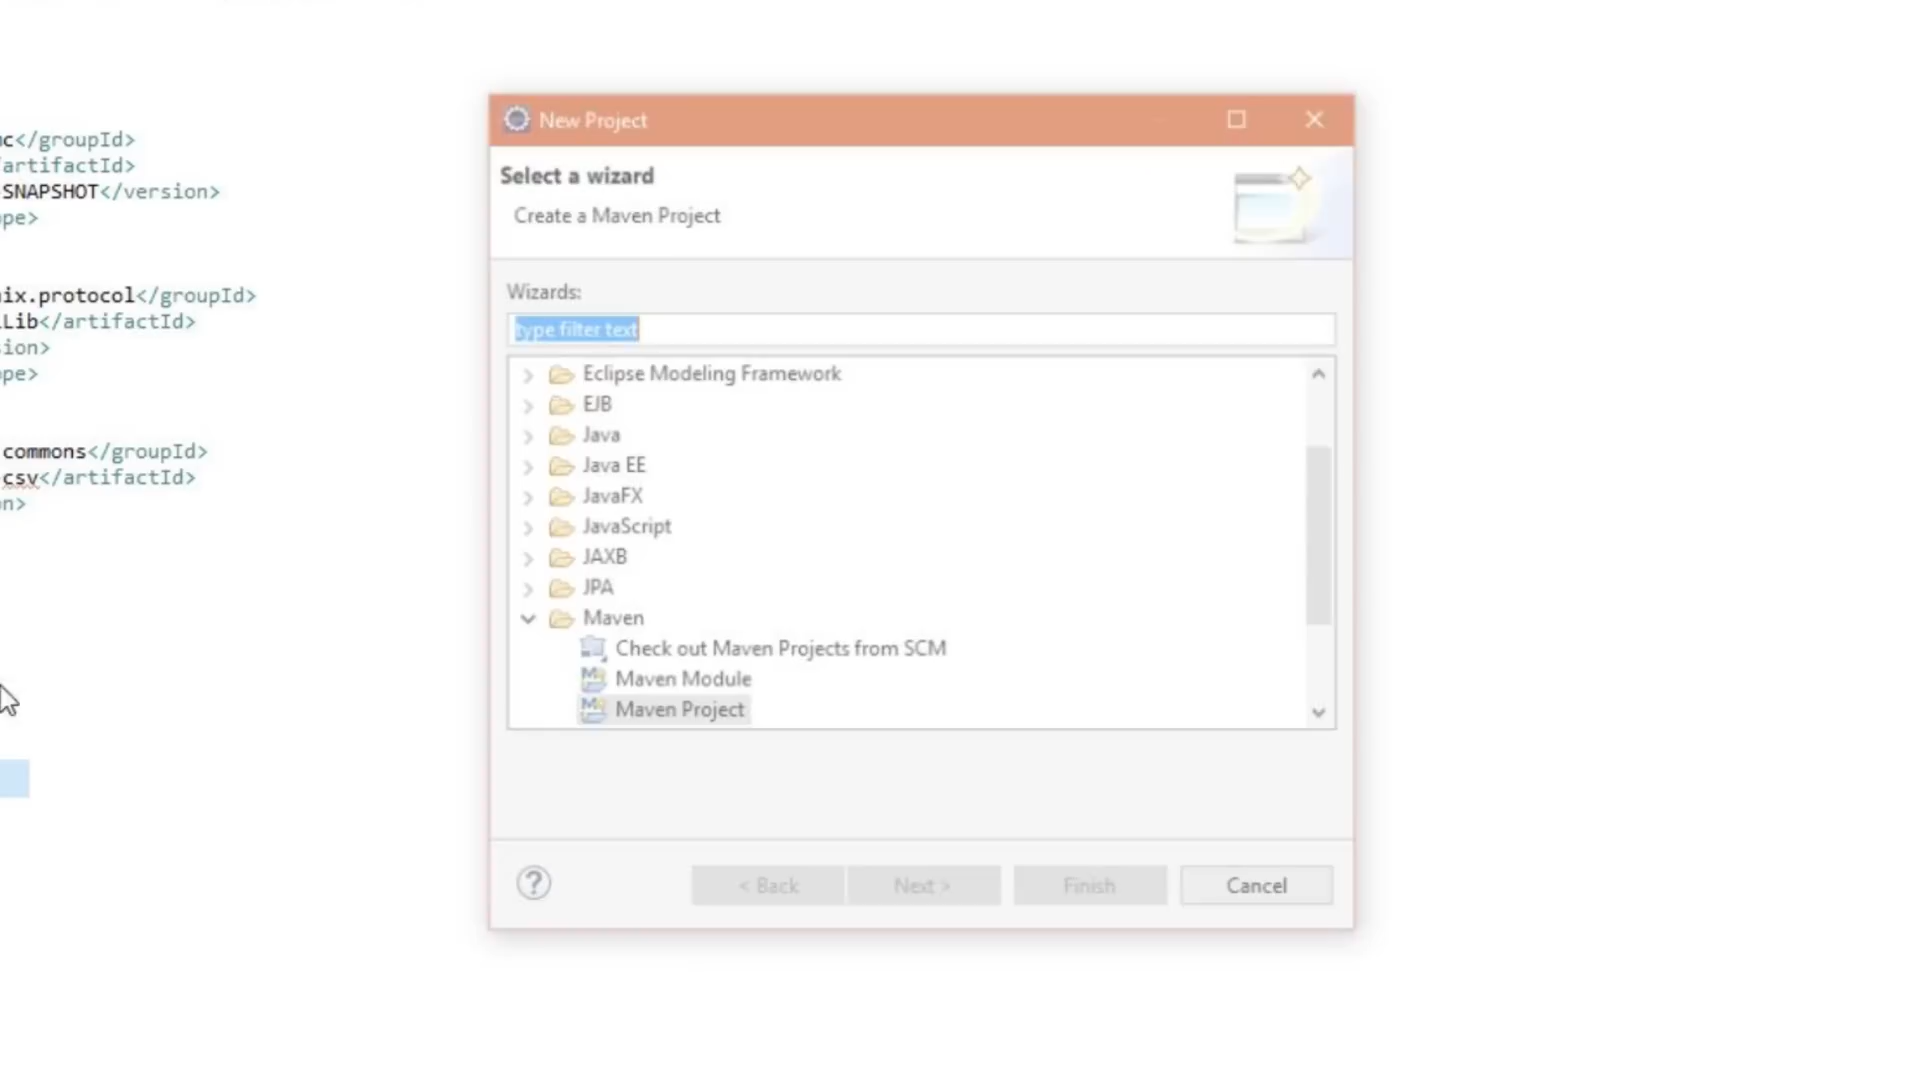 c</groupId>
/artifactId>
SNAPSHOT</version>
pe>
ix.protocol</groupId>
Lib</artifactId>
sion>
ope>
commons</groupId>
csv</artifactId>
n>
New Project
Select a wizard
Create a Maven Project
Wizards:
type filter text
Eclipse Modeling Framework
EJB
Java
Java EE
JavaFX
JavaScript
JAXB
JPA
Maven
Check out Maven Projects from SCM
Maven Module
Maven Project
?
< Back
Next >
Finish
Cancel